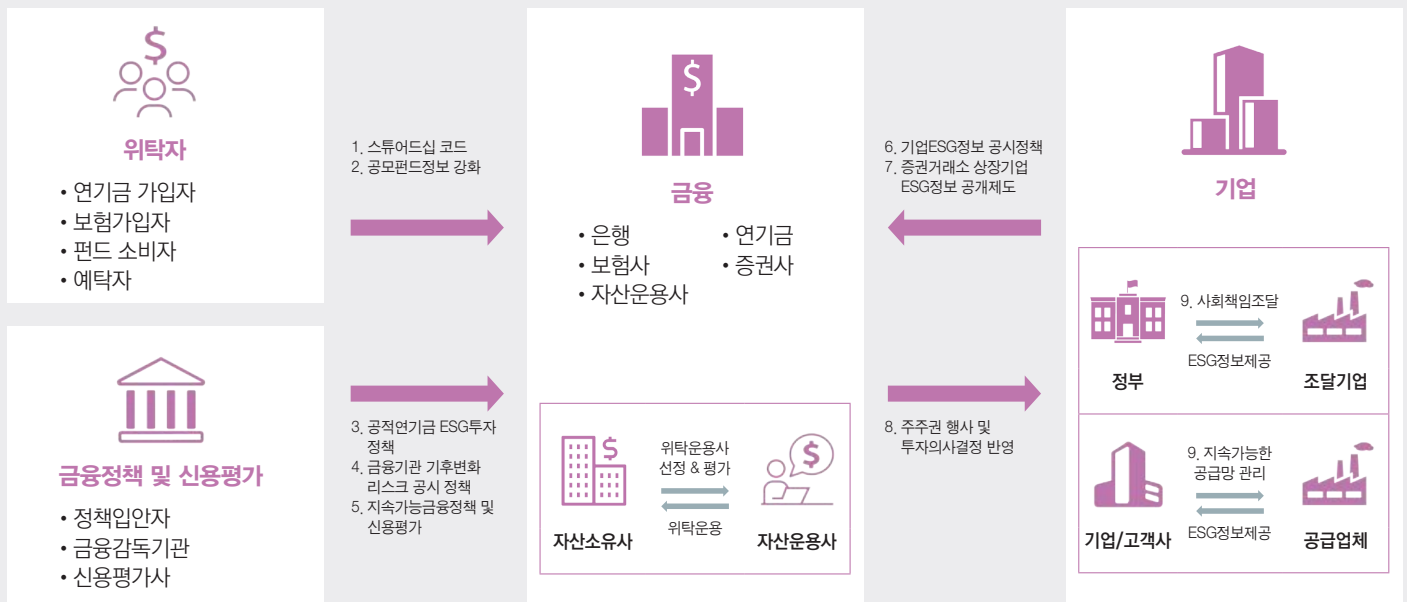 $
위탁자
• 연기금 가입자
• 보험가입자
• 펀드 소비자
• 예탁자
금융정책 및 신용평가
• 정책입안자
• 금융감독기관
• 신용평가사
1. 스튜어드십 코드
2. 공모펀드정보 강화
3. 공적연기금 ESG투자
정책
4. 금융기관 기후변화
리스크 공시 정책
5. 지속가능금융정책 및
신용평가
$
금융
• 은행
• 보험사
• 자산운용사
• 연기금
• 증권사
$
자산소유사
위탁운용사
선정 & 평가
위탁운용
$
자산운용사
6. 기업ESG정보 공시정책
7. 증권거래소 상장기업
ESG정보 공개제도
8. 주주권 행사 및
투자의사결정 반영
기업
정부
9. 사회책임조달
ESG정보제공
조달기업
기업/고객사
9. 지속가능한
공급망 관리
ESG정보제공
공급업체